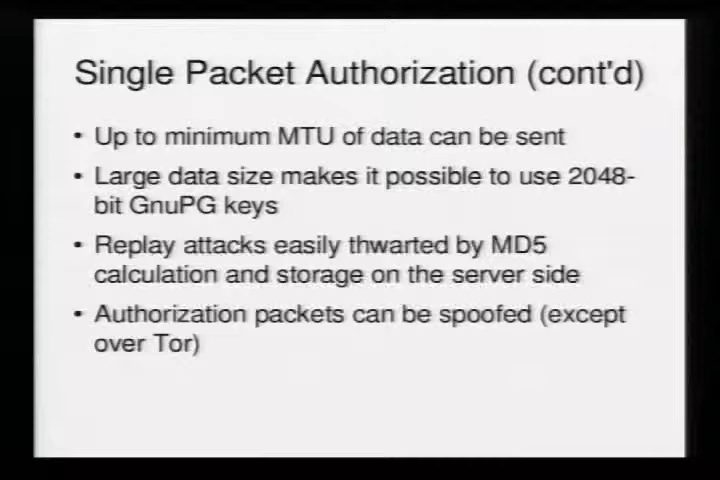 Single Packet Authorization (cont'd)
• Up to minimum MTU of data can be sent
• Large data size makes it possible to use 2048-
bit GnuPG keys
• Replay attacks easily thwarted by MD5
calculation and storage on the server side
• Authorization packets can be spoofed (except
over Tor)